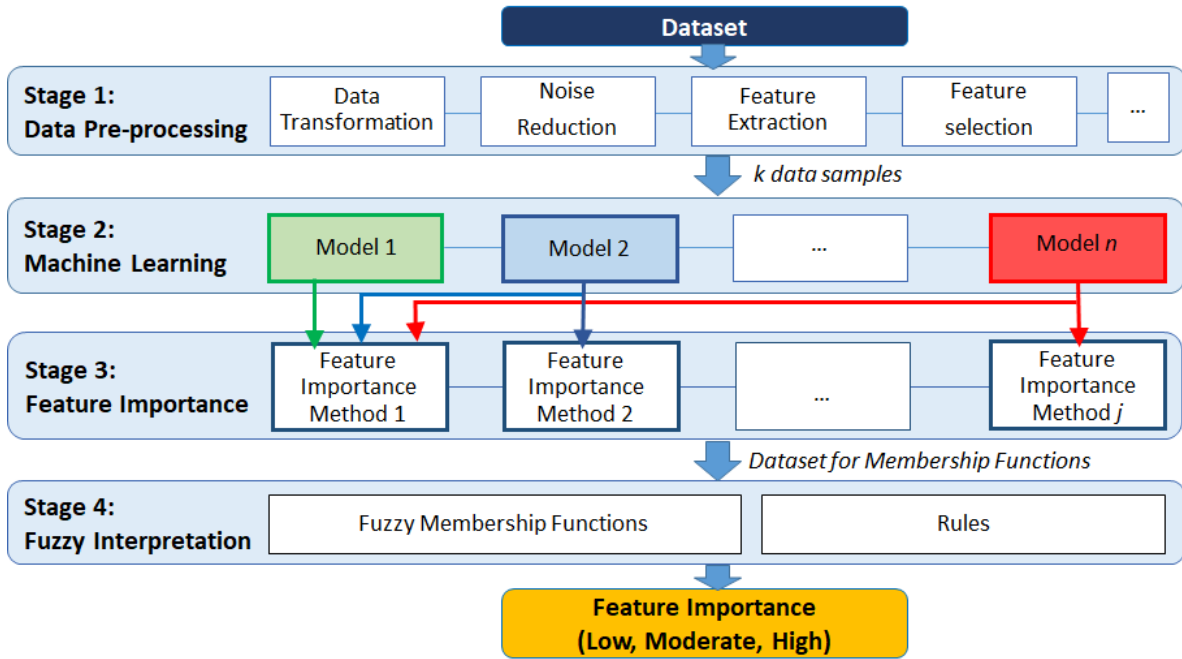 Dataset
Stage 1:
Data Pre-processing
Data
Transformation
Noise
Reduction
Feature
Extraction
Feature
selection
...
k data samples
Stage 2:
Machine Learning
Model 1
Model 2
...
Model n
Stage 3:
Feature Importance
Feature
Importance
Method 1
Feature
Importance
Method 2
...
Feature
Importance
Method j
Dataset for Membership Functions
Stage 4:
Fuzzy Interpretation
Fuzzy Membership Functions
Rules
Feature Importance
(Low, Moderate, High)